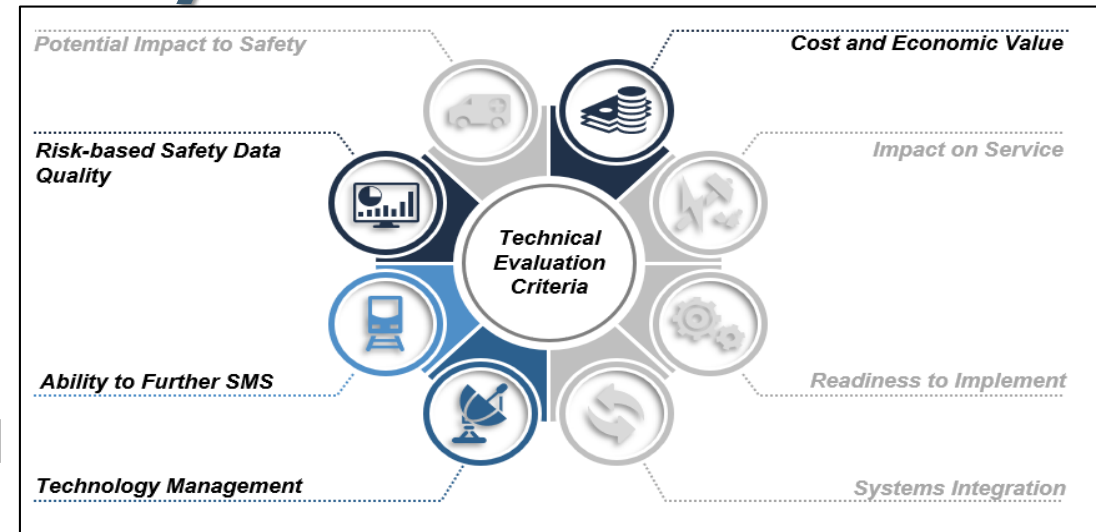 Potential Impact to Safety
Cost and Economic Value
Risk-based Safety Data
Quality
Impact on Service
Technical
Evaluation
Criteria
Ability to Further SMS
Readiness to Implement
Technology Management
Systems Integration